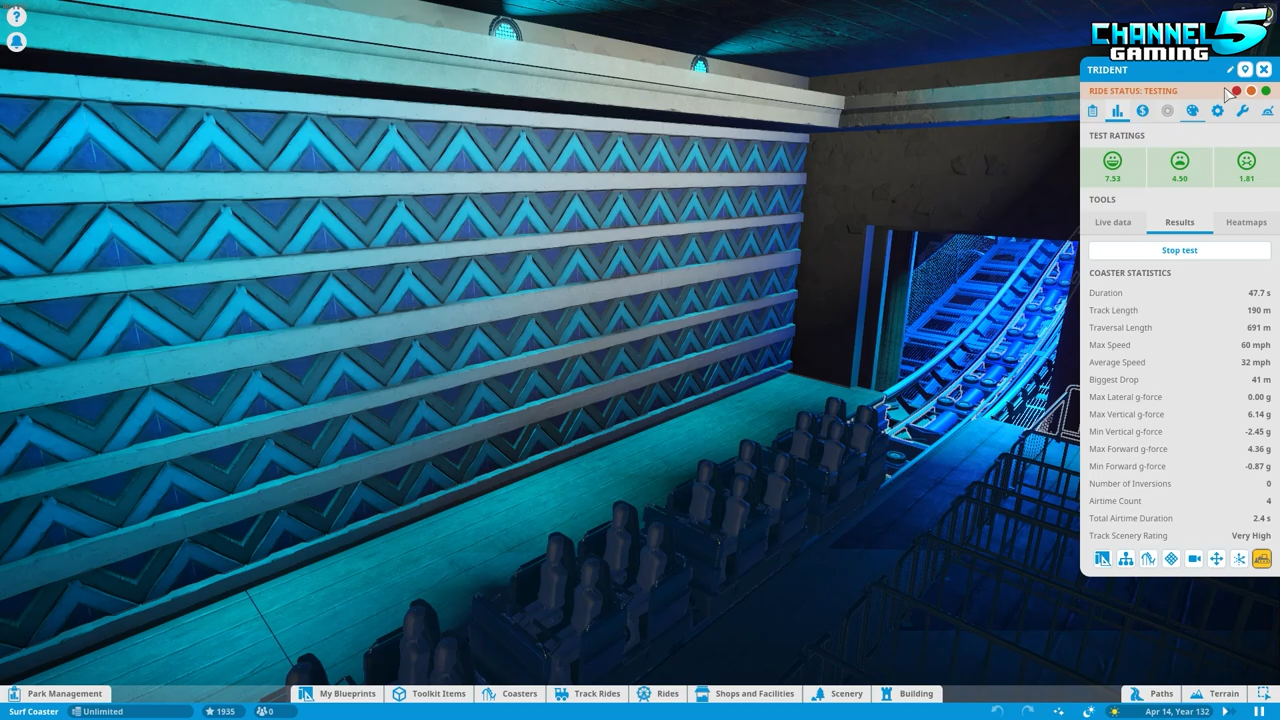 CHANNEL 5
GAMING
TRIDENT
RIDE STATUS: TESTING
TEST RATINGS
7.53 4.50 1.81
TOOLS
Live data Results Heatmaps
Stop test
COASTER STATISTICS
Duration 47.7 s
Track Length 190 m
Traversal Length 691 m
Max Speed 60 mph
Average Speed 32 mph
Biggest Drop 41 m
Max Lateral g-force 0.00 g
Max Vertical g-force 6.14 g
Min Vertical g-force -2.45 g
Max Forward g-force 4.36 g
Min Forward g-force -0.87 g
Number of Inversions 0
Airtime Count 4
Total Airtime Duration 2.4 s
Track Scenery Rating Very High
Park Management My Blueprints Toolkit Items Coasters Track Rides Rides Shops and Facilities Scenery Building Paths Terrain
Surf Coaster Unlimited 1935 0 Apr 14, Year 132